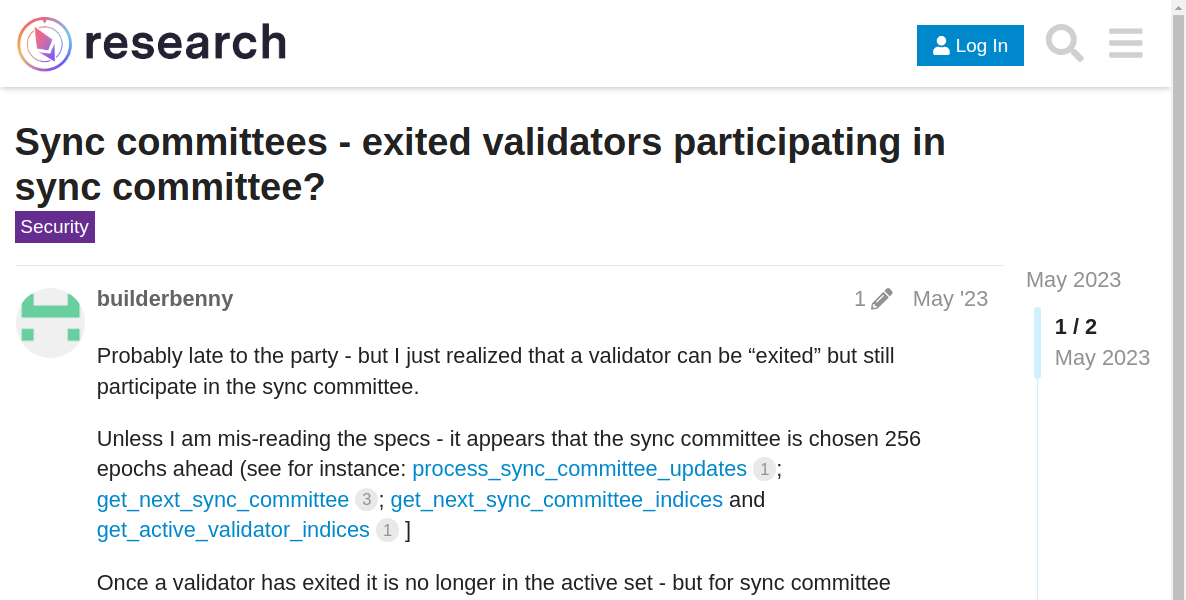 research
Log In
Sync committees - exited validators participating in
sync committee?
Security
builderbenny
1
May '23
May 2023
1 / 2
May 2023
Probably late to the party - but I just realized that a validator can be “exited” but still
participate in the sync committee.
Unless I am mis-reading the specs - it appears that the sync committee is chosen 256
epochs ahead (see for instance: process_sync_committee_updates 1 ;
get_next_sync_committee 3 ; get_next_sync_committee_indices and
get_active_validator_indices 1 ]
Once a validator has exited it is no longer in the active set - but for sync committee